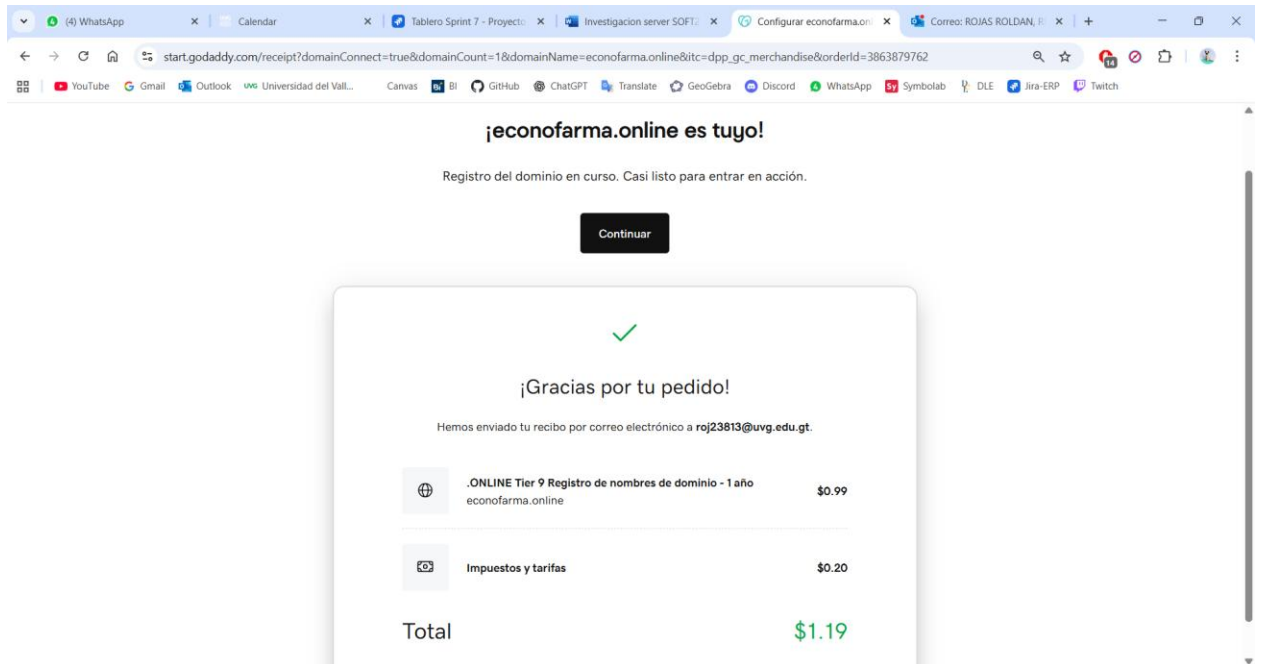 (4) WhatsApp
Calendar
Tablero Sprint 7 - Proyecto
Investigacion server SOFT2
Configurar econofarma.onl
Correo: ROJAS ROLDAN, R
start.godaddy.com/receipt?domainConnect=true&domainCount=1&domainName=econofarma.online&itc=dpp_gc_merchandise&orderId=3863879762
14
YouTube
Gmail
Outlook
UVG Universidad del Vall...
Canvas
BI
GitHub
ChatGPT
Translate
GeoGebra
Discord
WhatsApp
Sy Symbolab
DLE
Jira-ERP
Twitch
¡econofarma.online es tuyo!
Registro del dominio en curso. Casi listo para entrar en acción.
Continuar
¡Gracias por tu pedido!
Hemos enviado tu recibo por correo electrónico a roj23813@uvg.edu.gt.
.ONLINE Tier 9 Registro de nombres de dominio - 1 año
$0.99
econofarma.online
Impuestos y tarifas
$0.20
Total
$1.19